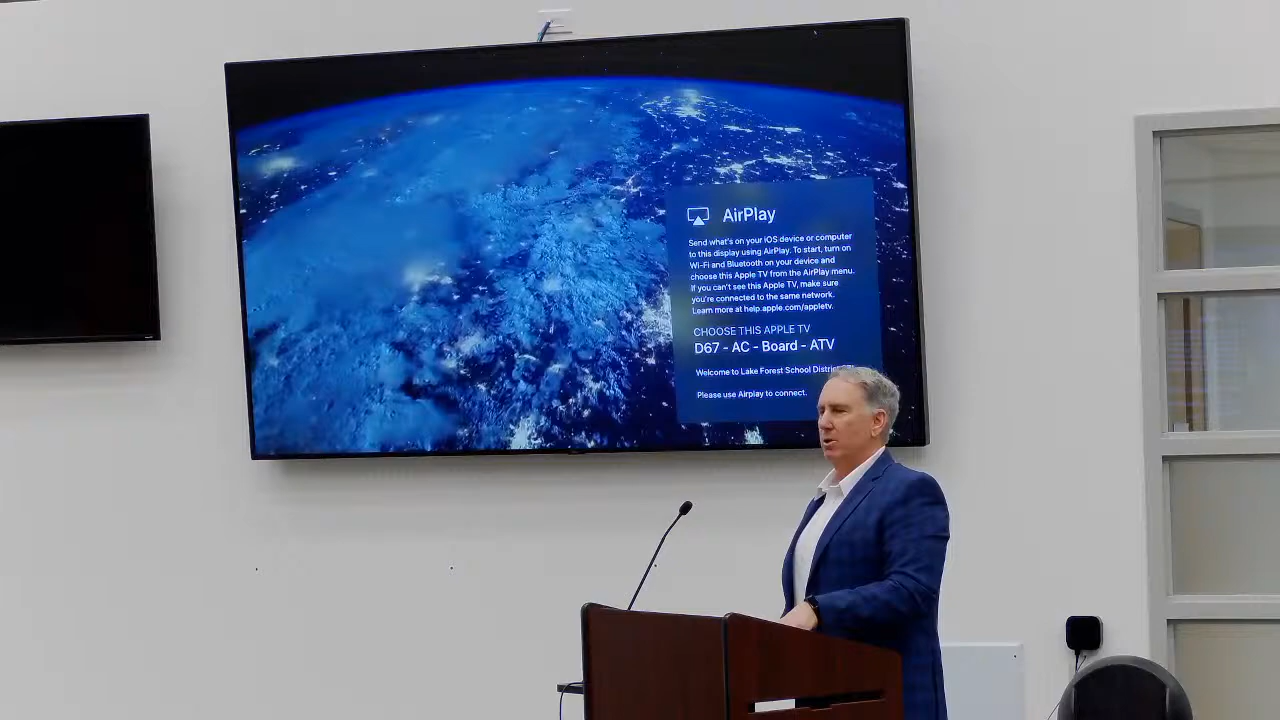 AirPlay
Send what's on your iOS device or computer
to this display using AirPlay. To start, turn on
Wi-Fi and Bluetooth on your device and
choose this Apple TV from the AirPlay menu.
If you can't see this Apple TV, make sure
you're connected to the same network.
Learn more at help.apple.com/appletv.
CHOOSE THIS APPLE TV
D67 - AC - Board - ATV
Welcome to Lake Forest School District
Please use Airplay to connect.